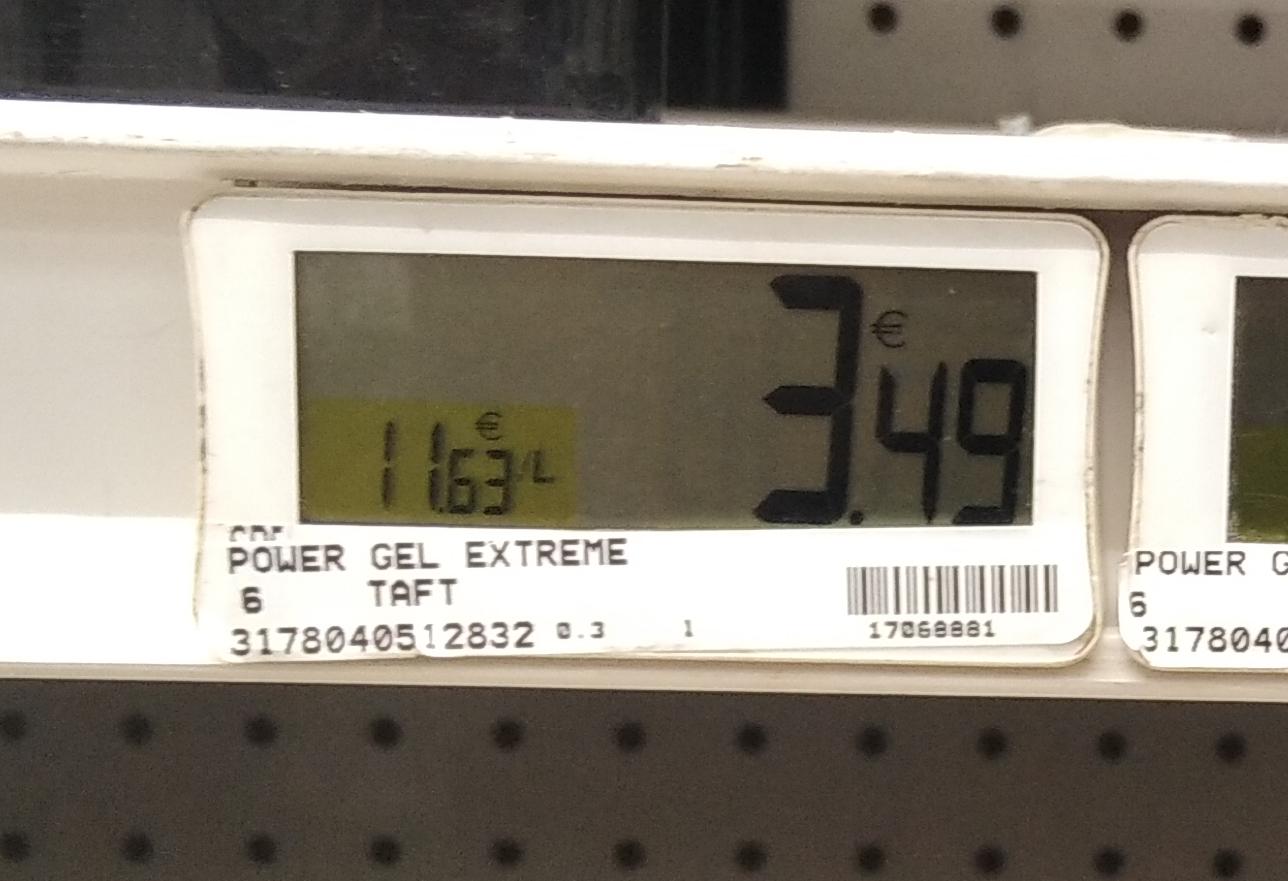 3.49 €
11.63 € /L
POWER GEL EXTREME
6 TAFT
3178040512832 0.3 1
17068881
POWER G
6
3178040